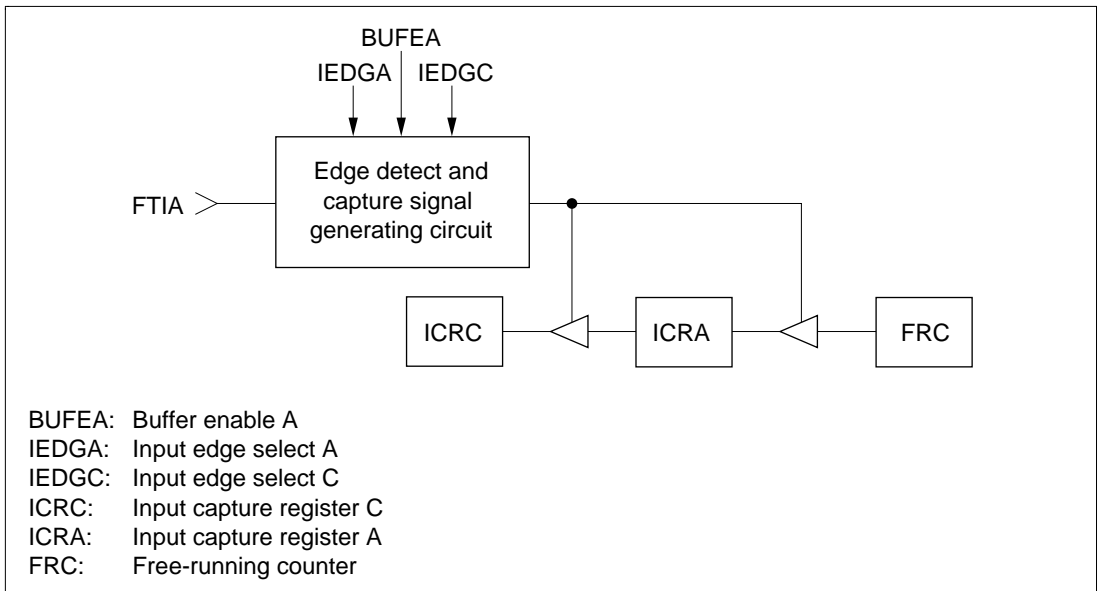 BUFEA
IEDGA IEDGC
FTIA
Edge detect and
capture signal
generating circuit
ICRC ICRA FRC
BUFEA: Buffer enable A
IEDGA: Input edge select A
IEDGC: Input edge select C
ICRC: Input capture register C
ICRA: Input capture register A
FRC: Free-running counter